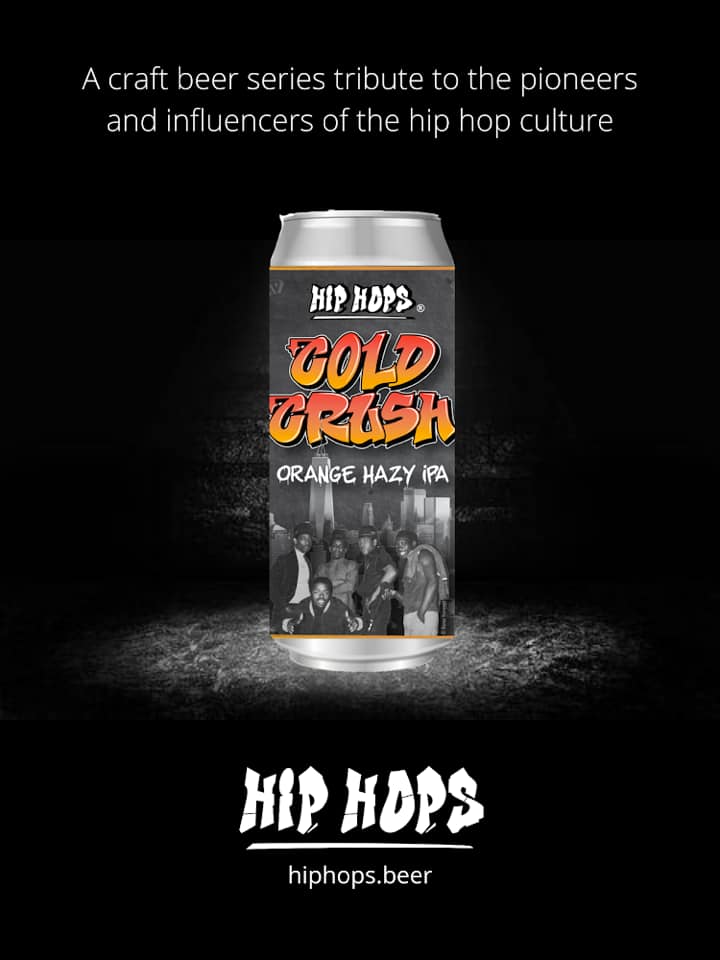 A craft beer series tribute to the pioneers
and influencers of the hip hop culture
HIP HOPS ®
COLD
CRUSH
ORANGE HAZY iPA
HiP HOPS
hiphops.beer